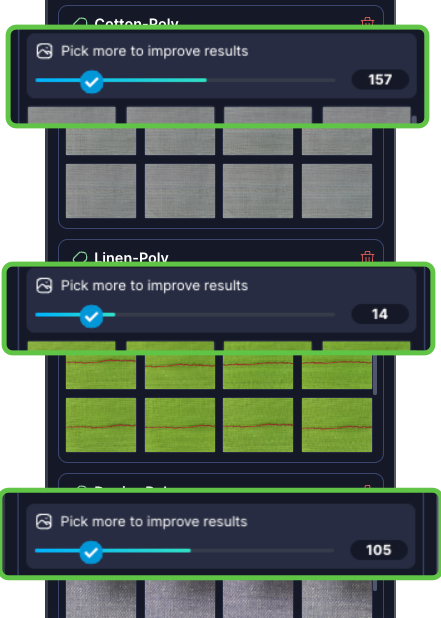 Cotton-Poly
Pick more to improve results
157
Linen-Poly
Pick more to improve results
14
Pick more to improve results
105